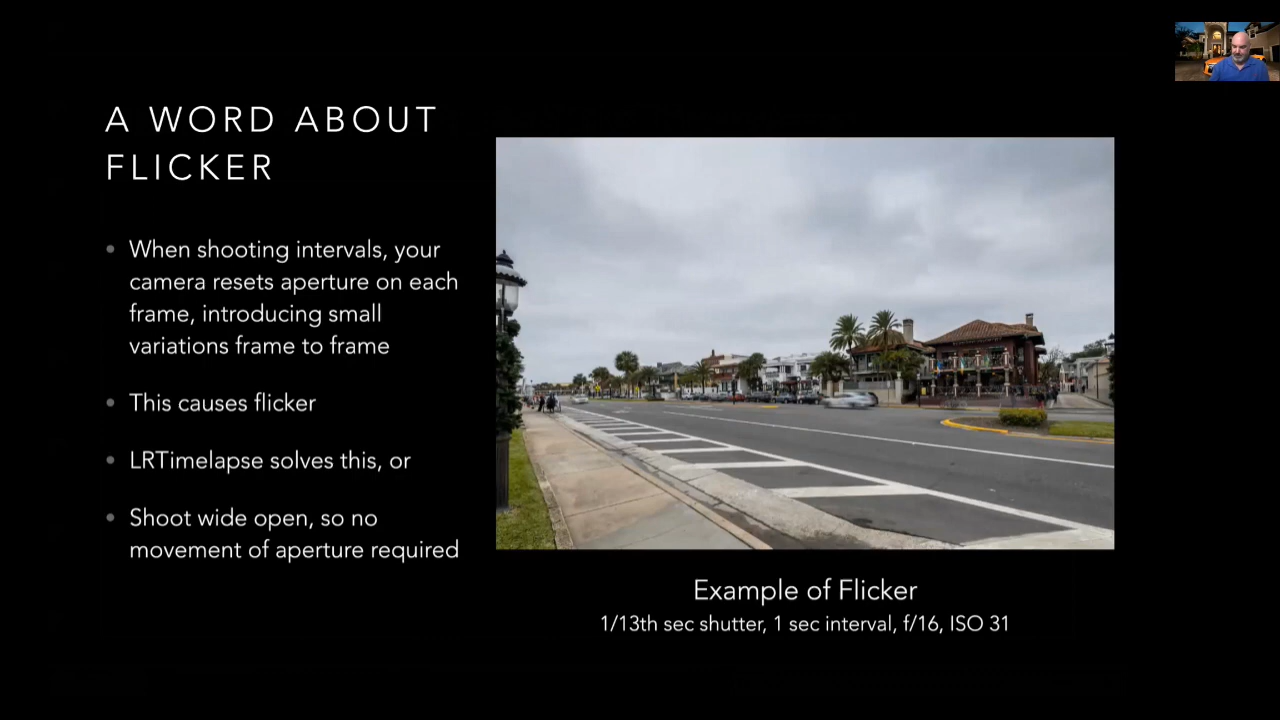 A WORD ABOUT
FLICKER
• When shooting intervals, your
camera resets aperture on each
frame, introducing small
variations frame to frame
• This causes flicker
• LRTimelapse solves this, or
• Shoot wide open, so no
movement of aperture required
Example of Flicker
1/13th sec shutter, 1 sec interval, f/16, ISO 31